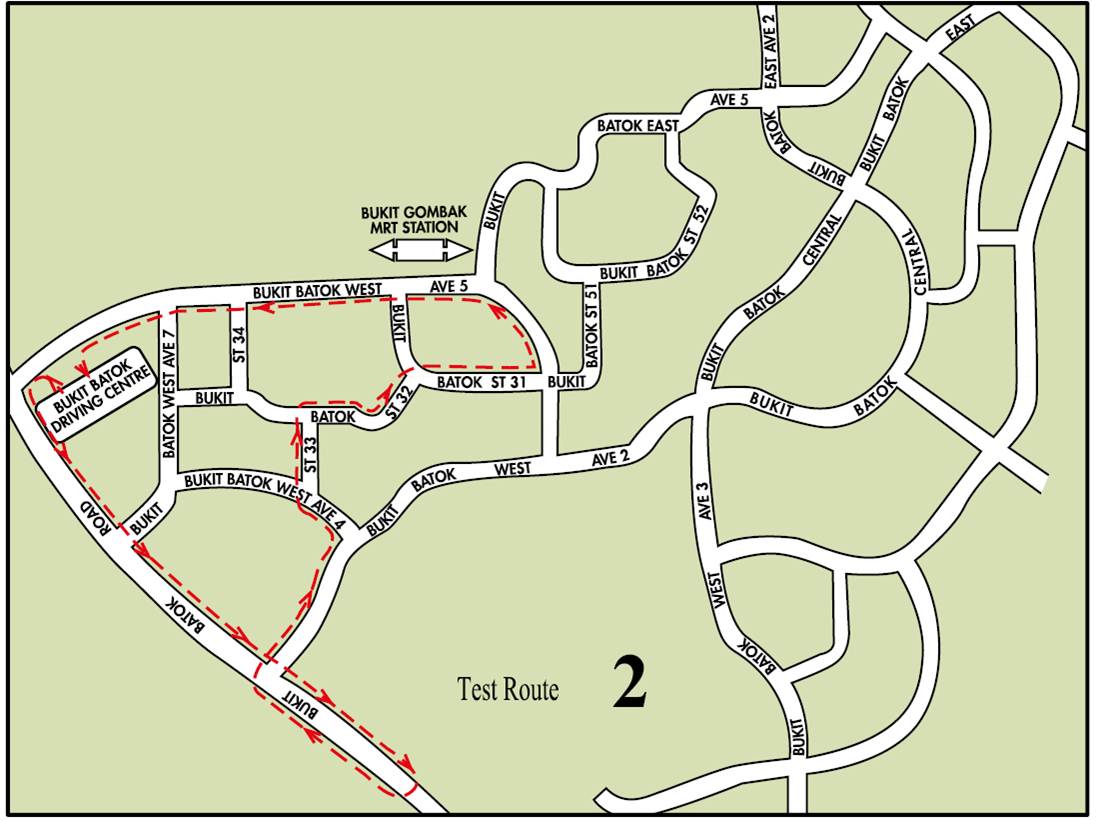 EAST AVE 2
EAST
AVE 5
BATOK
BATOK EAST
BATOK
BUKIT
BUKIT
BUKIT GOMBAK
MRT STATION
BUKIT
BUKIT BATOK ST 52
CENTRAL
CENTRAL
BUKIT BATOK WEST
AVE 5
BATOK
BATOK ST 51
BUKIT
ST 34
BATOK WEST AVE 7
BUKIT
BUKIT BATOK
DRIVING CENTRE
BATOK ST 31
BUKIT
BUKIT
BATOK
ST 32
BUKIT
BATOK
ST 33
BATOK
WEST
AVE 2
BUKIT BATOK WEST AVE 4
BUKIT
AVE 3
ROAD
BUKIT
WEST
BATOK
BATOK
BUKIT
BUKIT
Test Route 2